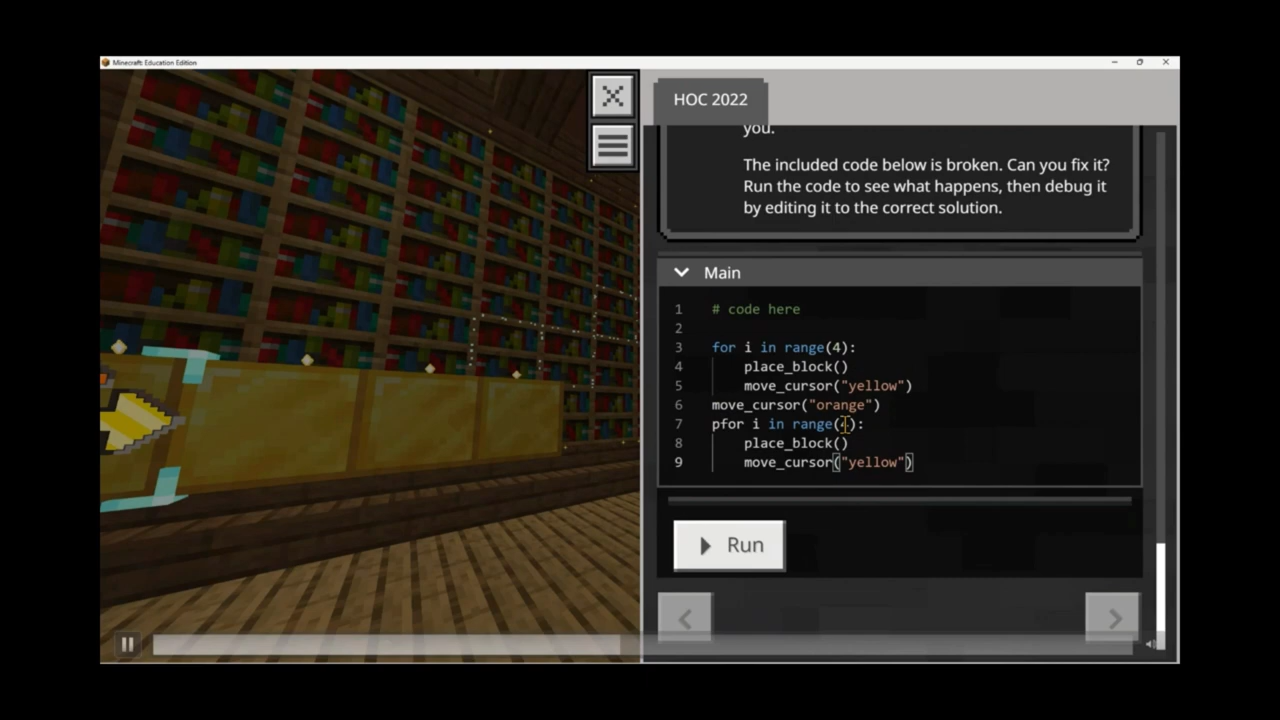 Minecraft: Education Edition
HOC 2022
you.
The included code below is broken. Can you fix it?
Run the code to see what happens, then debug it
by editing it to the correct solution.
Main
1 # code here
2
3 for i in range(4):
4 place_block()
5 move_cursor("yellow")
6 move_cursor("orange")
7 pfor i in range():
8 place_block()
9 move_cursor("yellow")
Run